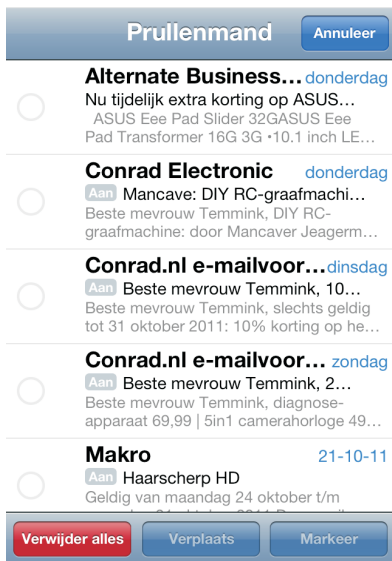 Prullenmand
Annuleer
Alternate Business... donderdag
Nu tijdelijk extra korting op ASUS...
ASUS Eee Pad Slider 32GASUS Eee
Pad Transformer 16G 3G •10.1 inch LE...
Conrad Electronic donderdag
Aan Mancave: DIY RC-graafmachi...
Beste mevrouw Temmink, DIY RC-
graafmachine: door Mancaver Jeagerm...
Conrad.nl e-mailvoor... dinsdag
Aan Beste mevrouw Temmink, 10...
Beste mevrouw Temmink, slechts geldig
tot 31 oktober 2011: 10% korting op he...
Conrad.nl e-mailvoor... zondag
Aan Beste mevrouw Temmink, 2...
Beste mevrouw Temmink, diagnose-
apparaat 69,99 | 5in1 camerahorloge 49...
Makro 21-10-11
Aan Haarscherp HD
Geldig van maandag 24 oktober t/m
Verwijder alles
Verplaats
Markeer